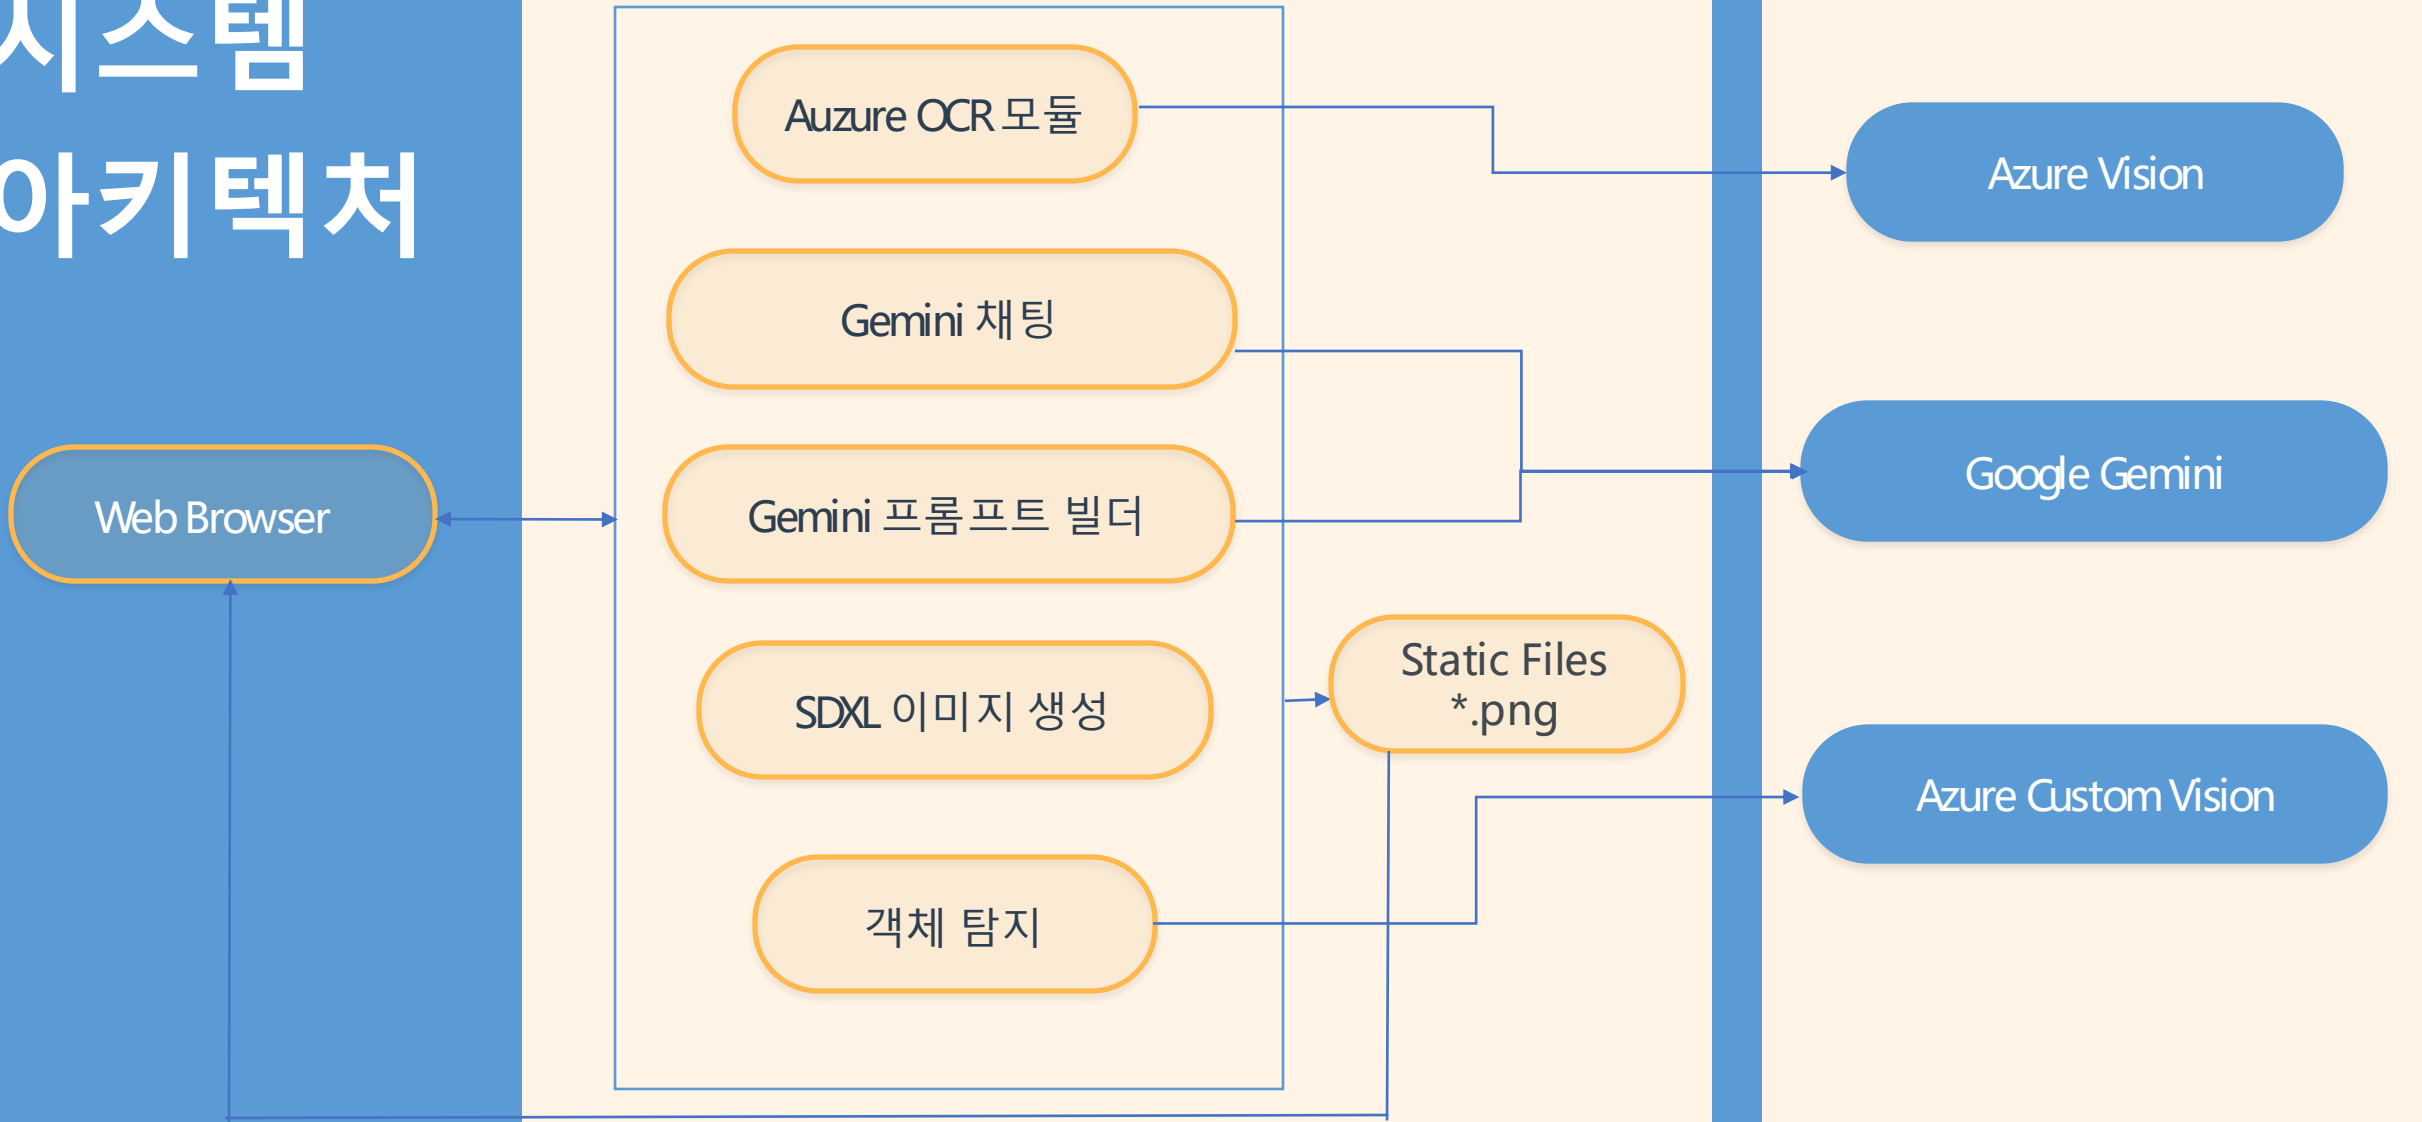 시스템
아키텍처
Web Browser
Auzure OCR 모듈
Gemini 채팅
Gemini 프롬프트 빌더
SDXL 이미지 생성
객체 탐지
Static Files
*.png
Azure Vision
Google Gemini
Azure Custom Vision